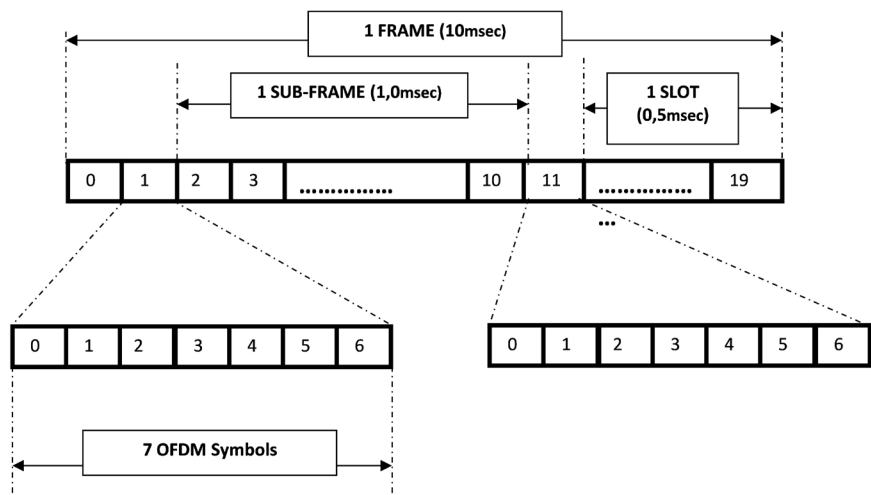 1 FRAME (10msec)
1 SUB-FRAME (1,0msec)
1 SLOT
(0,5msec)
0 1 2 3 ............... 10 11 ............... 19
...
0 1 2 3 4 5 6
0 1 2 3 4 5 6
7 OFDM Symbols